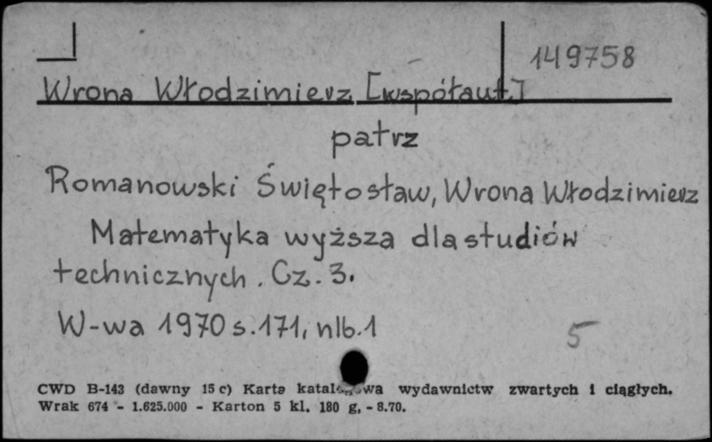 149758
Wrona Włodzimierz [współaut.]
patrz
Romanowski Świętosław, Wrona Włodzimierz
Matematyka wyższa dla studiów
technicznych. Cz. 3.
W-wa 1970 s. 171, nlb. 1
5
CWD B-143 (dawny 15 c) Karta katalogowa wydawnictw zwartych i ciągłych.
Wrak 674 - 1.625.000 - Karton 5 kl. 180 g. - 8.70.